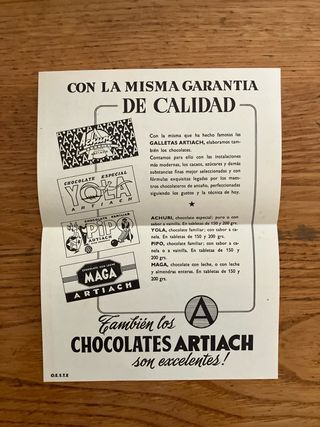 CON LA MISMA GARANTIA
DE CALIDAD
Con la misma que ha hecho famosas las
GALLETAS ARTIACH, elaboramos tam-
bién los chocolates.
Contamos para ello con las instalaciones
más modernas, los cacaos, azúcares y demás
substancias finas mejor seleccionadas y con
fórmulas exquisitas legadas por los maes-
tros chocolateros de antaño, perfeccionadas
siguiendo los gustos y la técnica de hoy.
CHOCOLATE ESPECIAL
YOLA
ARTIACH
CHOCOLATE FAMILIAR
PIPO
ARTIACH
CHOCOLATE CON LECHE
MAGA
ARTIACH
ACHURI, chocolate especial; puro o con
sabor a vainilla. En tabletas de 150 y 200 grs.
YOLA, chocolate familiar; con sabor a ca-
nela. En tabletas de 150 y 200 grs.
PIPO, chocolate familiar; con sabor a ca-
nela o a vainilla. En tabletas de 150 y
200 grs.
MAGA, chocolate con leche, o con leche
y almendras enteras. En tabletas de 150 y
200 grs.
A
También los
CHOCOLATES ARTIACH
son excelentes!
O.E.S.T.E